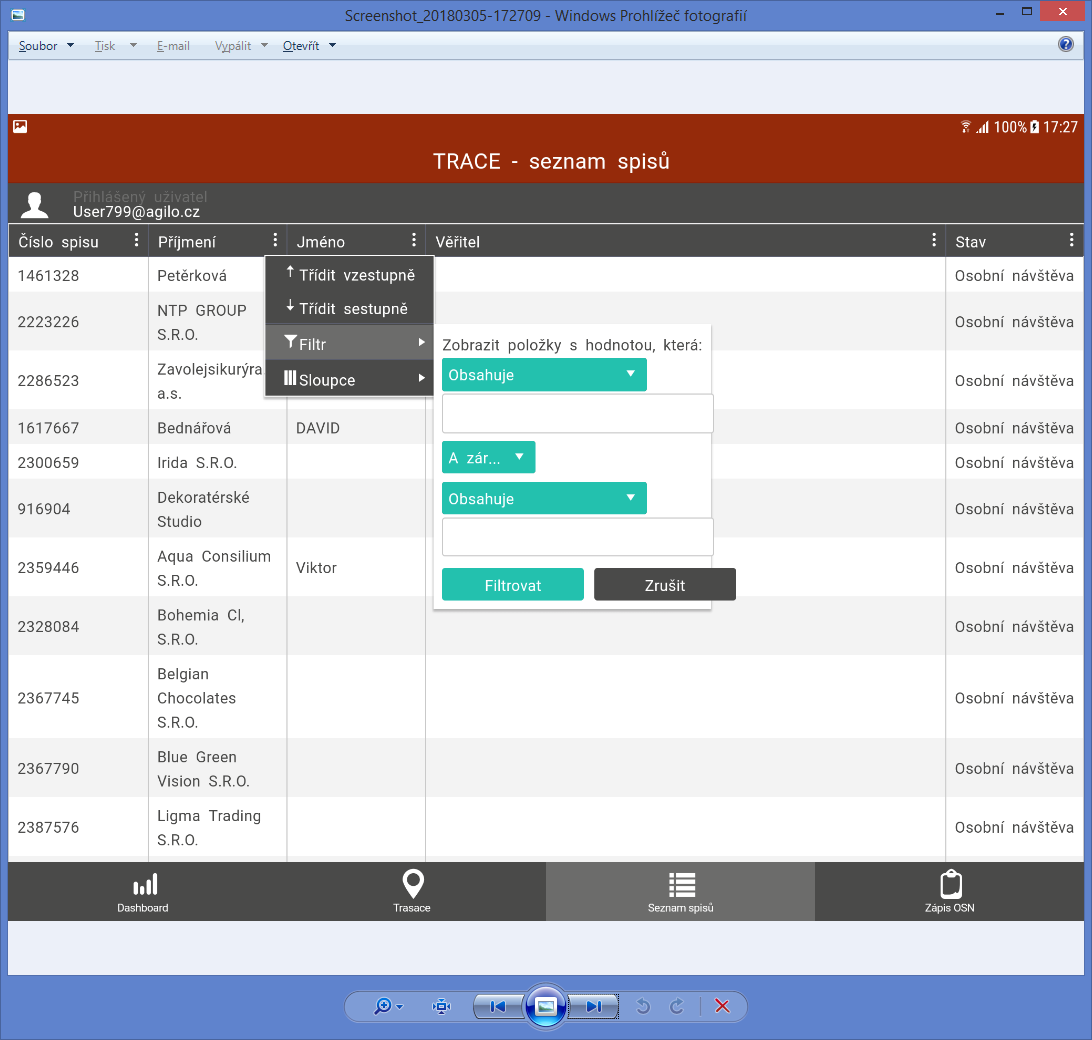 Screenshot_20180305-172709 - Windows Prohlížeč fotografií
Soubor Tisk E-mail Vypálit Otevřít
100% 17:27
TRACE - seznam spisů
Přihlášený uživatel
User799@agilo.cz
Číslo spisu Příjmení Jméno Věřitel Stav
1461328 Petěrková Osobní návštěva
Třídit vzestupně
Třídit sestupně
Filtr
Sloupce
2223226 NTP GROUP S.R.O. Osobní návštěva
Zobrazit položky s hodnotou, která:
Obsahuje
A zár...
Obsahuje
Filtrovat Zrušit
2286523 Zavolejsikurýra a.s. Osobní návštěva
1617667 Bednářová DAVID Osobní návštěva
2300659 Irida S.R.O. Osobní návštěva
916904 Dekoratérské Studio Osobní návštěva
2359446 Aqua Consilium S.R.O. Viktor Osobní návštěva
2328084 Bohemia Cl, S.R.O. Osobní návštěva
2367745 Belgian Chocolates S.R.O. Osobní návštěva
2367790 Blue Green Vision S.R.O. Osobní návštěva
2387576 Ligma Trading S.R.O. Osobní návštěva
Dashboard Trasace Seznam spisů Zápis OSN